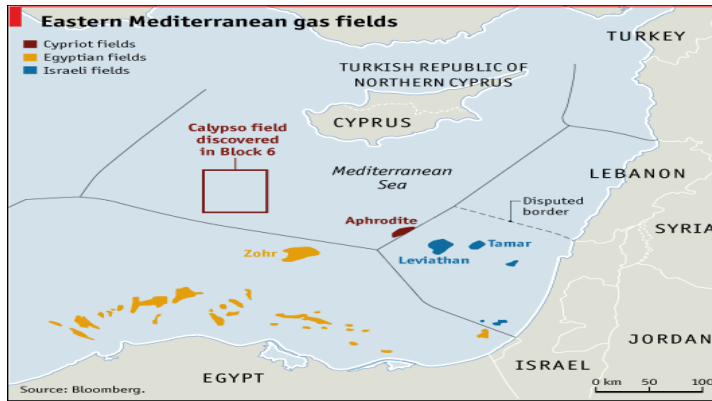 Eastern Mediterranean gas fields
Cypriot fields
Egyptian fields
Israeli fields
TURKEY
TURKISH REPUBLIC OF
NORTHERN CYPRUS
CYPRUS
Calypso field
discovered
in Block 6
Mediterranean
Sea
LEBANON
Disputed
border
Aphrodite
SYRIA
Zohr
Leviathan
Tamar
JORDAN
ISRAEL
EGYPT
0 km 50 100
Source: Bloomberg.